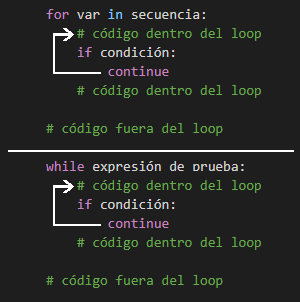 for var in secuencia:
# código dentro del loop
if condición:
continue
# código dentro del loop
# código fuera del loop
while expresión de prueba:
# código dentro del loop
if condición:
continue
# código dentro del loop
# código fuera del loop